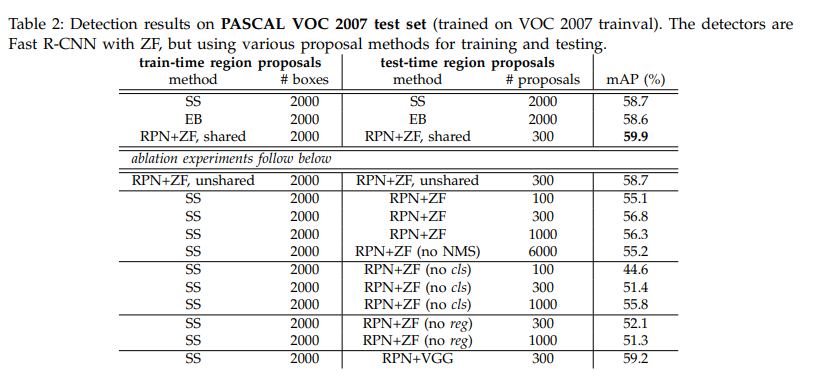 Table 2: Detection results on PASCAL VOC 2007 test set (trained on VOC 2007 trainval). The detectors are
Fast R-CNN with ZF, but using various proposal methods for training and testing.
train-time region proposals test-time region proposals
method # boxes method # proposals mAP (%)
SS 2000 SS 2000 58.7
EB 2000 EB 2000 58.6
RPN+ZF, shared 2000 RPN+ZF, shared 300 59.9
ablation experiments follow below
RPN+ZF, unshared 2000 RPN+ZF, unshared 300 58.7
SS 2000 RPN+ZF 100 55.1
SS 2000 RPN+ZF 300 56.8
SS 2000 RPN+ZF 1000 56.3
SS 2000 RPN+ZF (no NMS) 6000 55.2
SS 2000 RPN+ZF (no cls) 100 44.6
SS 2000 RPN+ZF (no cls) 300 51.4
SS 2000 RPN+ZF (no cls) 1000 55.8
SS 2000 RPN+ZF (no reg) 300 52.1
SS 2000 RPN+ZF (no reg) 1000 51.3
SS 2000 RPN+VGG 300 59.2